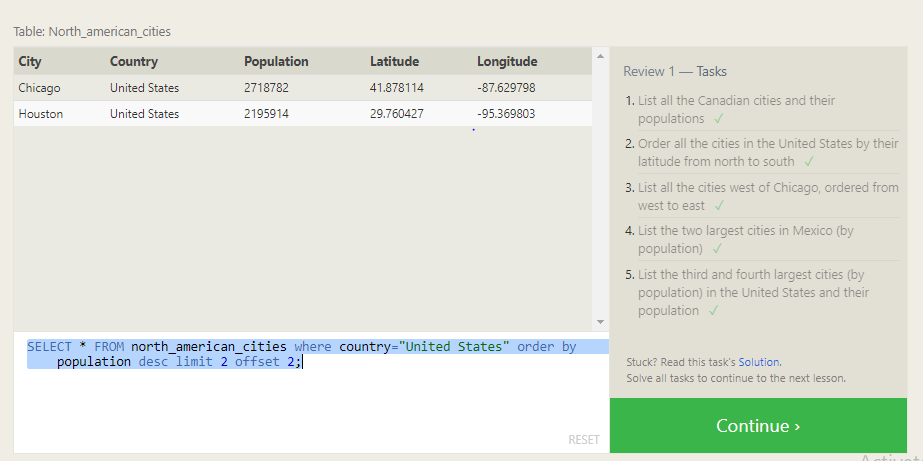 Table: North_american_cities
City Country Population Latitude Longitude
Chicago United States 2718782 41.878114 -87.629798
Houston United States 2195914 29.760427 -95.369803
SELECT * FROM north_american_cities where country="United States" order by
population desc limit 2 offset 2;
RESET
Review 1 — Tasks
1. List all the Canadian cities and their
populations ✓
2. Order all the cities in the United States by their
latitude from north to south ✓
3. List all the cities west of Chicago, ordered from
west to east ✓
4. List the two largest cities in Mexico (by
population) ✓
5. List the third and fourth largest cities (by
population) in the United States and their
population ✓
Stuck? Read this task's Solution.
Solve all tasks to continue to the next lesson.
Continue ›